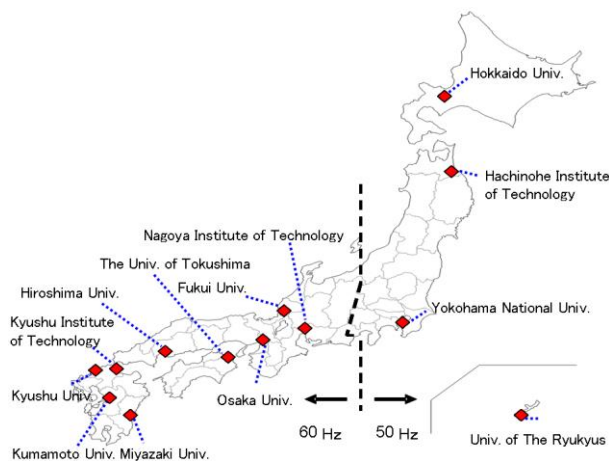 Hokkaido Univ.
Hachinohe Institute
of Technology
Nagoya Institute of Technology
The Univ. of Tokushima
Fukui Univ.
Hiroshima Univ.
Yokohama National Univ.
Kyushu Institute
of Technology
Kyushu Univ.
Osaka Univ.
60 Hz
50 Hz
Univ. of The Ryukyus
Kumamoto Univ.
Miyazaki Univ.